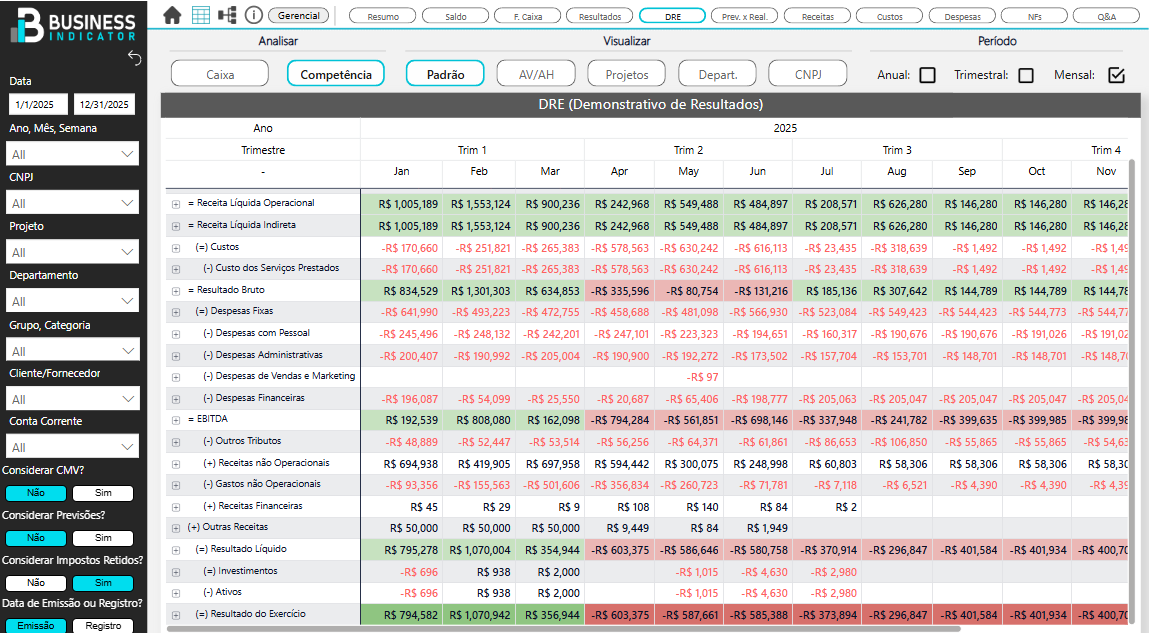 BUSINESS
INDICATOR
Gerencial
Resumo Saldo F. Caixa Resultados DRE Prev. x Real. Receitas Custos Despesas NFs Q&A
Analisar Visualizar Período
Caixa Competência Padrão AV/AH Projetos Depart. CNPJ Anual: Trimestral: Mensal:
Data
1/1/2025 12/31/2025
Ano, Mês, Semana
All
CNPJ
All
Projeto
All
Departamento
All
Grupo, Categoria
All
Cliente/Fornecedor
All
Conta Corrente
All
Considerar CMV?
Não Sim
Considerar Previsões?
Não Sim
Considerar Impostos Retidos?
Não Sim
Data de Emissão ou Registro?
Emissão Registro
DRE (Demonstrativo de Resultados)
Ano 2025
Trimestre Trim 1 Trim 2 Trim 3 Trim 4
- Jan Feb Mar Apr May Jun Jul Aug Sep Oct Nov
= Receita Líquida Operacional R$ 1,005,189 R$ 1,553,124 R$ 900,236 R$ 242,968 R$ 549,488 R$ 484,897 R$ 208,571 R$ 626,280 R$ 146,280 R$ 146,280 R$ 146,28
= Receita Líquida Indireta R$ 1,005,189 R$ 1,553,124 R$ 900,236 R$ 242,968 R$ 549,488 R$ 484,897 R$ 208,571 R$ 626,280 R$ 146,280 R$ 146,280 R$ 146,28
(=) Custos -R$ 170,660 -R$ 251,821 -R$ 265,383 -R$ 578,563 -R$ 630,242 -R$ 616,113 -R$ 23,435 -R$ 318,639 -R$ 1,492 -R$ 1,492 -R$ 1,49
(-) Custo dos Serviços Prestados -R$ 170,660 -R$ 251,821 -R$ 265,383 -R$ 578,563 -R$ 630,242 -R$ 616,113 -R$ 23,435 -R$ 318,639 -R$ 1,492 -R$ 1,492 -R$ 1,49
= Resultado Bruto R$ 834,529 R$ 1,301,303 R$ 634,853 -R$ 335,596 -R$ 80,754 -R$ 131,216 R$ 185,136 R$ 307,642 R$ 144,789 R$ 144,789 R$ 144,78
(=) Despesas Fixas -R$ 641,990 -R$ 493,223 -R$ 472,755 -R$ 458,688 -R$ 481,098 -R$ 566,930 -R$ 523,084 -R$ 549,423 -R$ 544,423 -R$ 544,773 -R$ 544,77
(-) Despesas com Pessoal -R$ 245,496 -R$ 248,132 -R$ 242,201 -R$ 247,101 -R$ 223,323 -R$ 194,651 -R$ 160,317 -R$ 190,676 -R$ 190,676 -R$ 191,026 -R$ 191,02
(-) Despesas Administrativas -R$ 200,407 -R$ 190,992 -R$ 205,004 -R$ 190,900 -R$ 192,272 -R$ 173,502 -R$ 157,704 -R$ 153,701 -R$ 148,701 -R$ 148,701 -R$ 148,70
(-) Despesas de Vendas e Marketing -R$ 97
(-) Despesas Financeiras -R$ 196,087 -R$ 54,099 -R$ 25,550 -R$ 20,687 -R$ 65,406 -R$ 198,777 -R$ 205,063 -R$ 205,047 -R$ 205,047 -R$ 205,047 -R$ 205,04
= EBITDA R$ 192,539 R$ 808,080 R$ 162,098 -R$ 794,284 -R$ 561,851 -R$ 698,146 -R$ 337,948 -R$ 241,782 -R$ 399,635 -R$ 399,985 -R$ 399,98
(-) Outros Tributos -R$ 48,889 -R$ 52,447 -R$ 53,514 -R$ 56,256 -R$ 64,371 -R$ 61,861 -R$ 86,653 -R$ 106,850 -R$ 55,865 -R$ 55,865 -R$ 54,63
(+) Receitas não Operacionais R$ 694,938 R$ 419,905 R$ 697,958 R$ 594,442 R$ 300,075 R$ 248,998 R$ 60,803 R$ 58,306 R$ 58,306 R$ 58,306 R$ 58,30
(-) Gastos não Operacionais -R$ 93,356 -R$ 155,563 -R$ 501,606 -R$ 356,834 -R$ 260,723 -R$ 71,781 -R$ 7,118 -R$ 6,521 -R$ 4,390 -R$ 4,390 -R$ 4,39
(+) Receitas Financeiras R$ 45 R$ 29 R$ 9 R$ 108 R$ 140 R$ 84 R$ 2
(+) Outras Receitas R$ 50,000 R$ 50,000 R$ 50,000 R$ 9,449 R$ 84 R$ 1,949
(=) Resultado Líquido R$ 795,278 R$ 1,070,004 R$ 354,944 -R$ 603,375 -R$ 586,646 -R$ 580,758 -R$ 370,914 -R$ 296,847 -R$ 401,584 -R$ 401,934 -R$ 400,70
(=) Investimentos -R$ 696 R$ 938 R$ 2,000 -R$ 1,015 -R$ 4,630 -R$ 2,980
(-) Ativos -R$ 696 R$ 938 R$ 2,000 -R$ 1,015 -R$ 4,630 -R$ 2,980
(=) Resultado do Exercício R$ 794,582 R$ 1,070,942 R$ 356,944 -R$ 603,375 -R$ 587,661 -R$ 585,388 -R$ 373,894 -R$ 296,847 -R$ 401,584 -R$ 401,934 -R$ 400,70